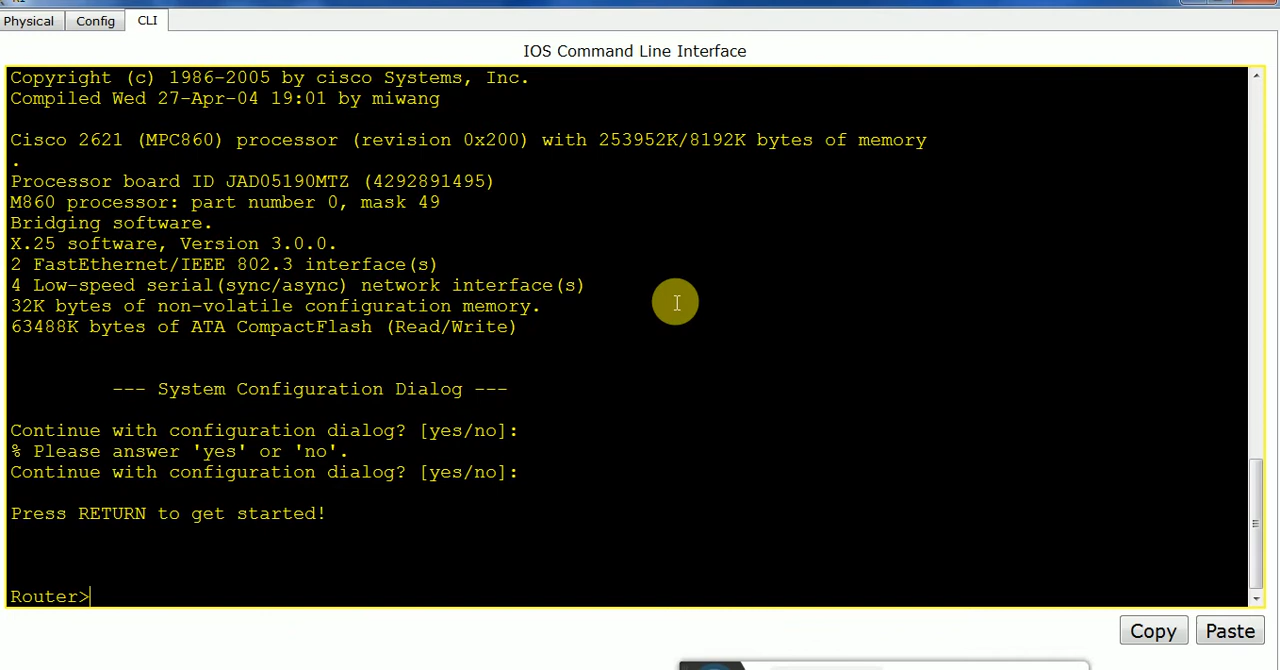 Physical Config CLI
IOS Command Line Interface
Copyright (c) 1986-2005 by cisco Systems, Inc.
Compiled Wed 27-Apr-04 19:01 by miwang
Cisco 2621 (MPC860) processor (revision 0x200) with 253952K/8192K bytes of memory
.
Processor board ID JAD05190MTZ (4292891495)
M860 processor: part number 0, mask 49
Bridging software.
X.25 software, Version 3.0.0.
2 FastEthernet/IEEE 802.3 interface(s)
4 Low-speed serial(sync/async) network interface(s)
32K bytes of non-volatile configuration memory.
63488K bytes of ATA CompactFlash (Read/Write)
--- System Configuration Dialog ---
Continue with configuration dialog? [yes/no]:
% Please answer 'yes' or 'no'.
Continue with configuration dialog? [yes/no]:
Press RETURN to get started!
Router>
Copy Paste